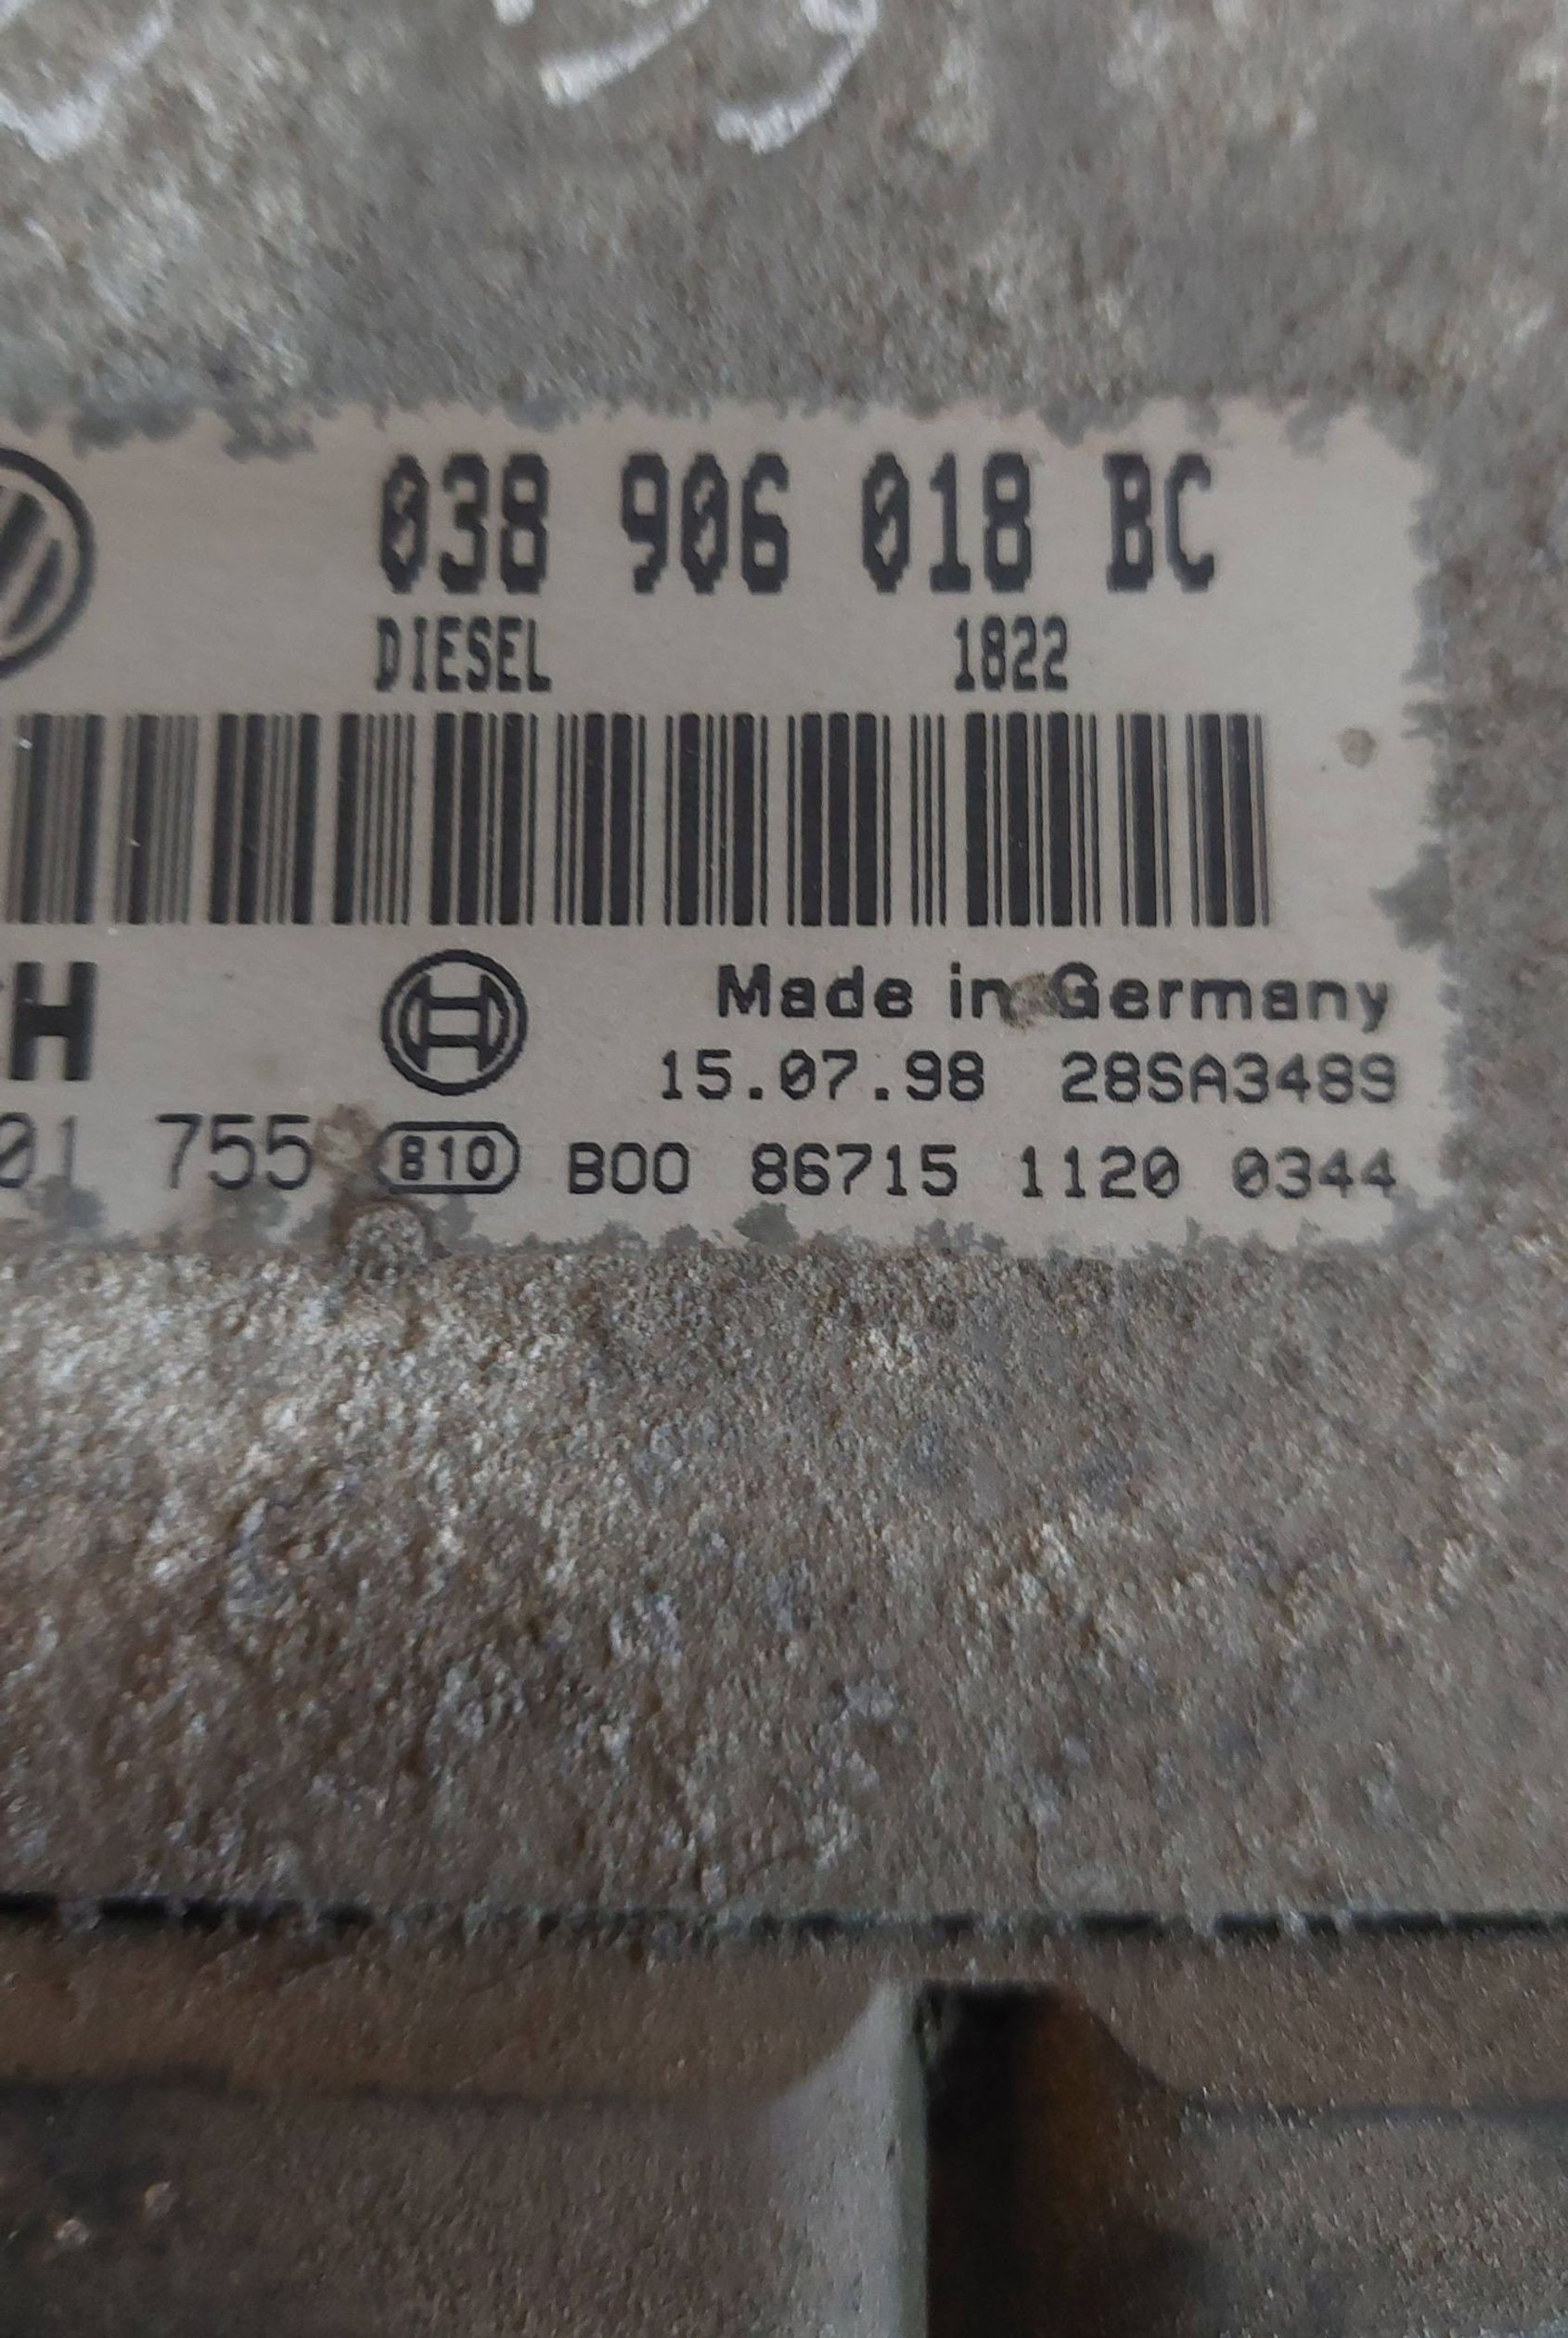 038 906 018 BC
DIESEL 1822
H Made in Germany
15.07.98 28SA3489
01 755 810 B00 86715 1120 0344